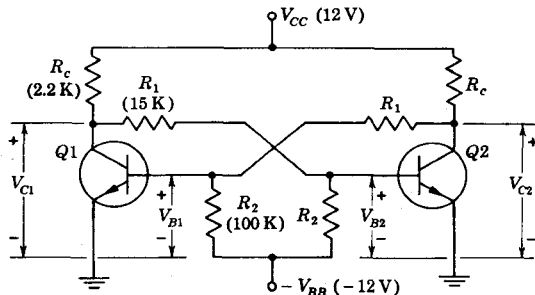 V_CC (12 V)
R_c
(2.2 K)
R_1
(15 K)
R_1
R_c
Q1
Q2
+
+
V_C1
V_C2
+
V_B1
+
V_B2
R_2
(100 K)
R_2
−
−
−
−
−V_BB (−12 V)